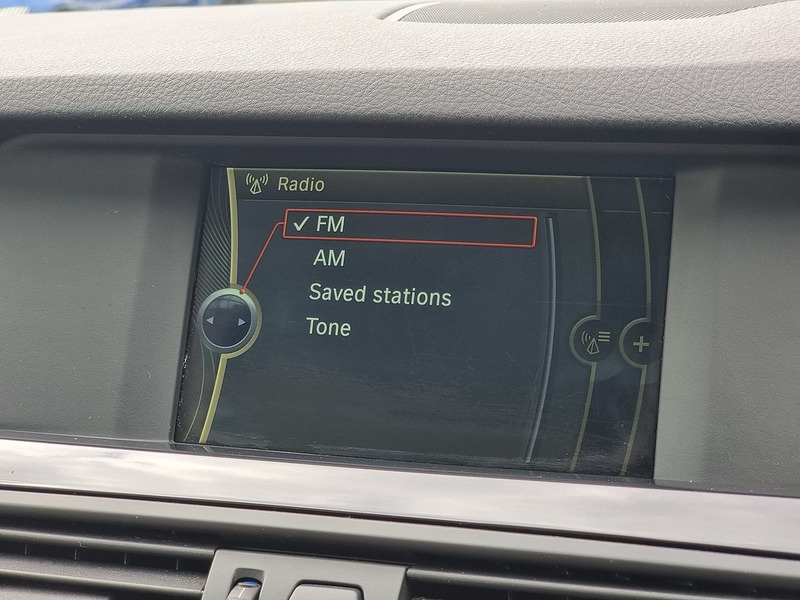 Radio
✓ FM
AM
Saved stations
Tone